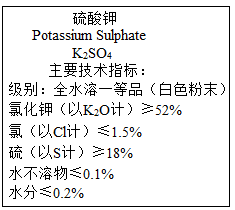 硫酸钾
Potassium Sulphate
K₂SO₄
主要技术指标：
级别：全水溶一等品（白色粉末）
氯化钾（以K₂O计）≥52%
氯（以Cl计）≤1.5%
硫（以S计）≥18%
水不溶物≤0.1%
水分≤0.2%